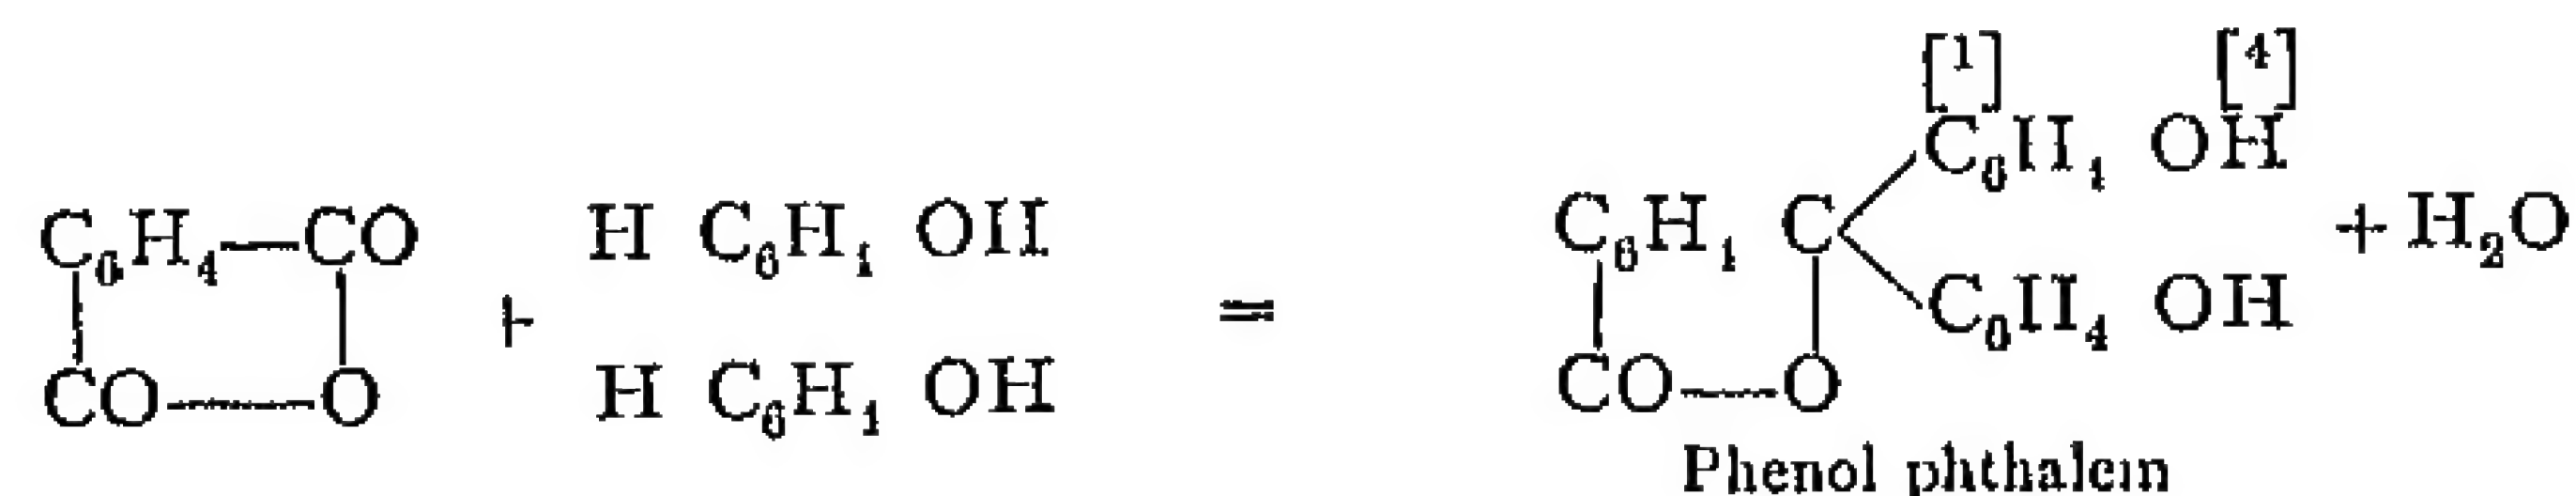 [1] [4]
C₆H₄ OH
C₆H₄—CO H C₆H₄ OH C₆H₄ C + H₂O
+ = C₆H₄ OH
CO—O H C₆H₄ OH CO—O
Phenol phthalein